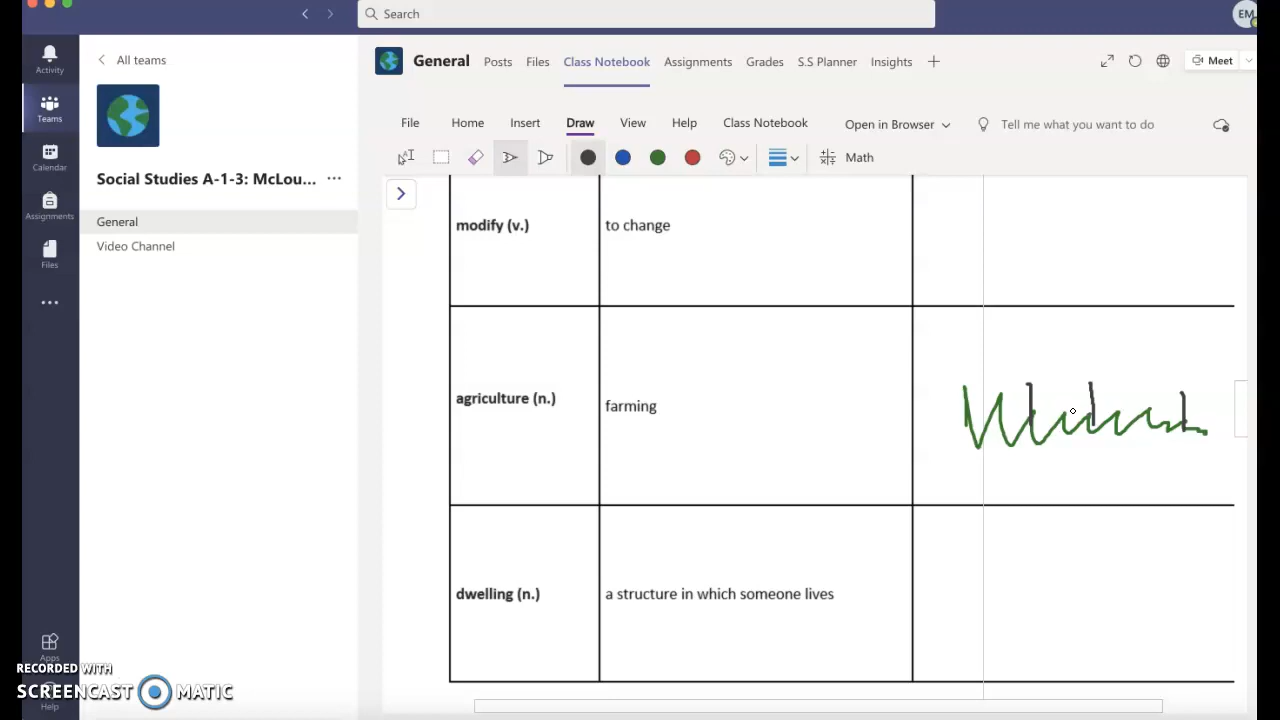 Search
EM
Activity
Teams
Calendar
Assignments
Files
Apps
Help
All teams
Social Studies A-1-3: McLou... ...
General
Video Channel
General Posts Files Class Notebook Assignments Grades S.S Planner Insights + Meet
File Home Insert Draw View Help Class Notebook Open in Browser Tell me what you want to do
Math
modify (v.) to change
agriculture (n.) farming
dwelling (n.) a structure in which someone lives
RECORDED WITH
SCREENCAST MATIC